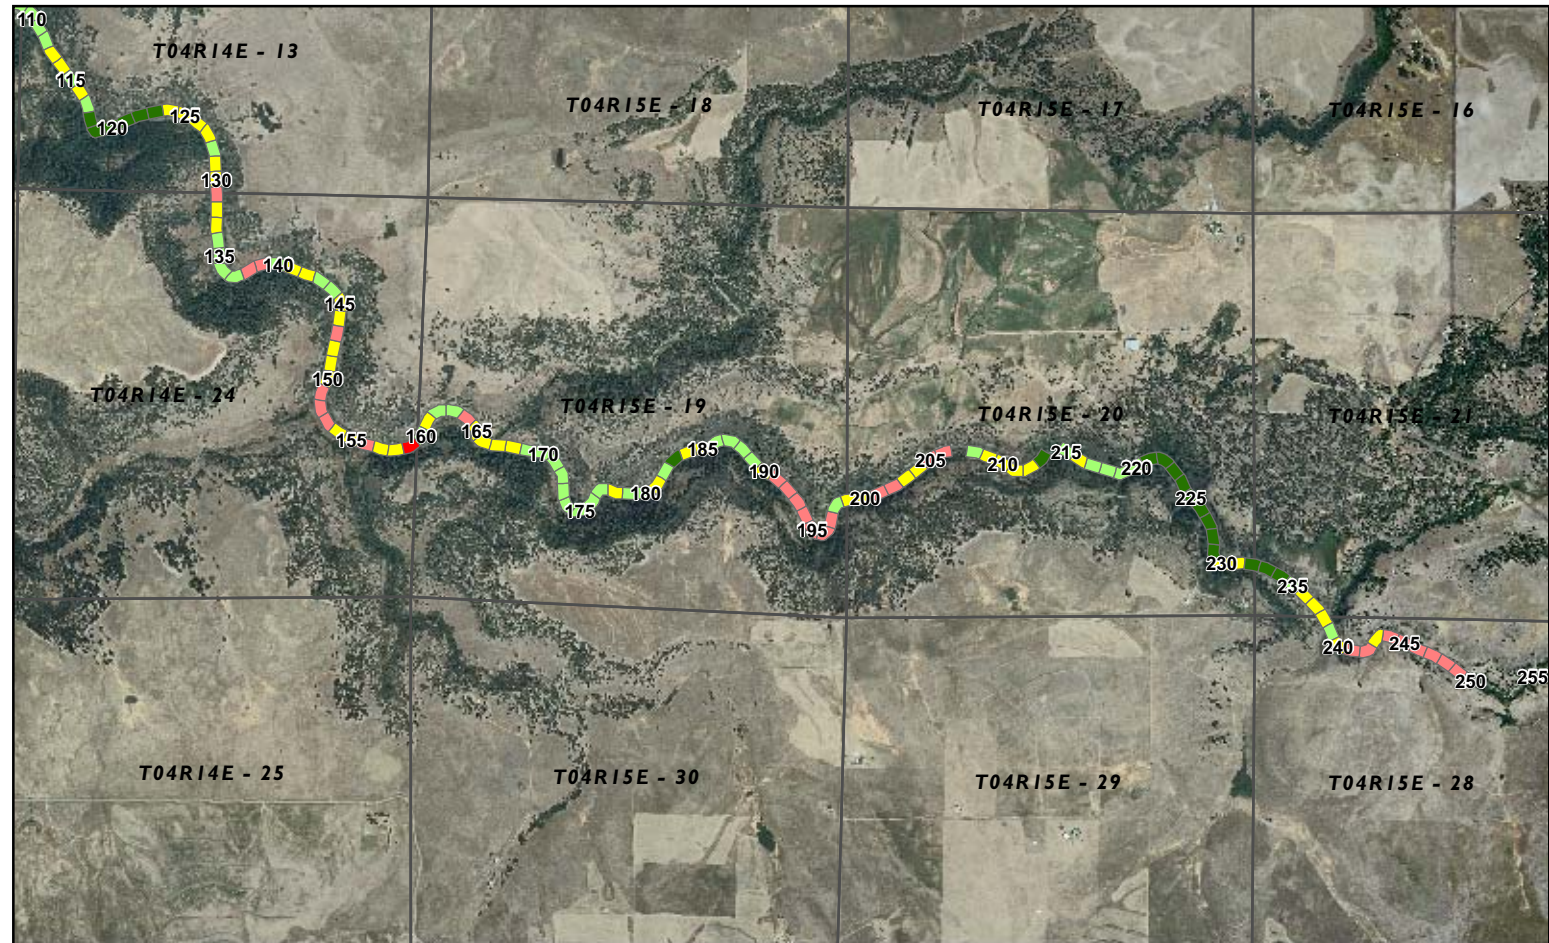 110
T04R14E - 13
115
T04R15E - 18
T04R15E - 17
T04R15E - 16
120
125
130
135
140
145
150
T04R14E - 24
155
160
165
T04R15E - 19
170
175
180
185
190
195
200
205
T04R15E - 20
210
215
220
225
230
235
T04R15E - 21
240
245
250
255
T04R14E - 25
T04R15E - 30
T04R15E - 29
T04R15E - 28